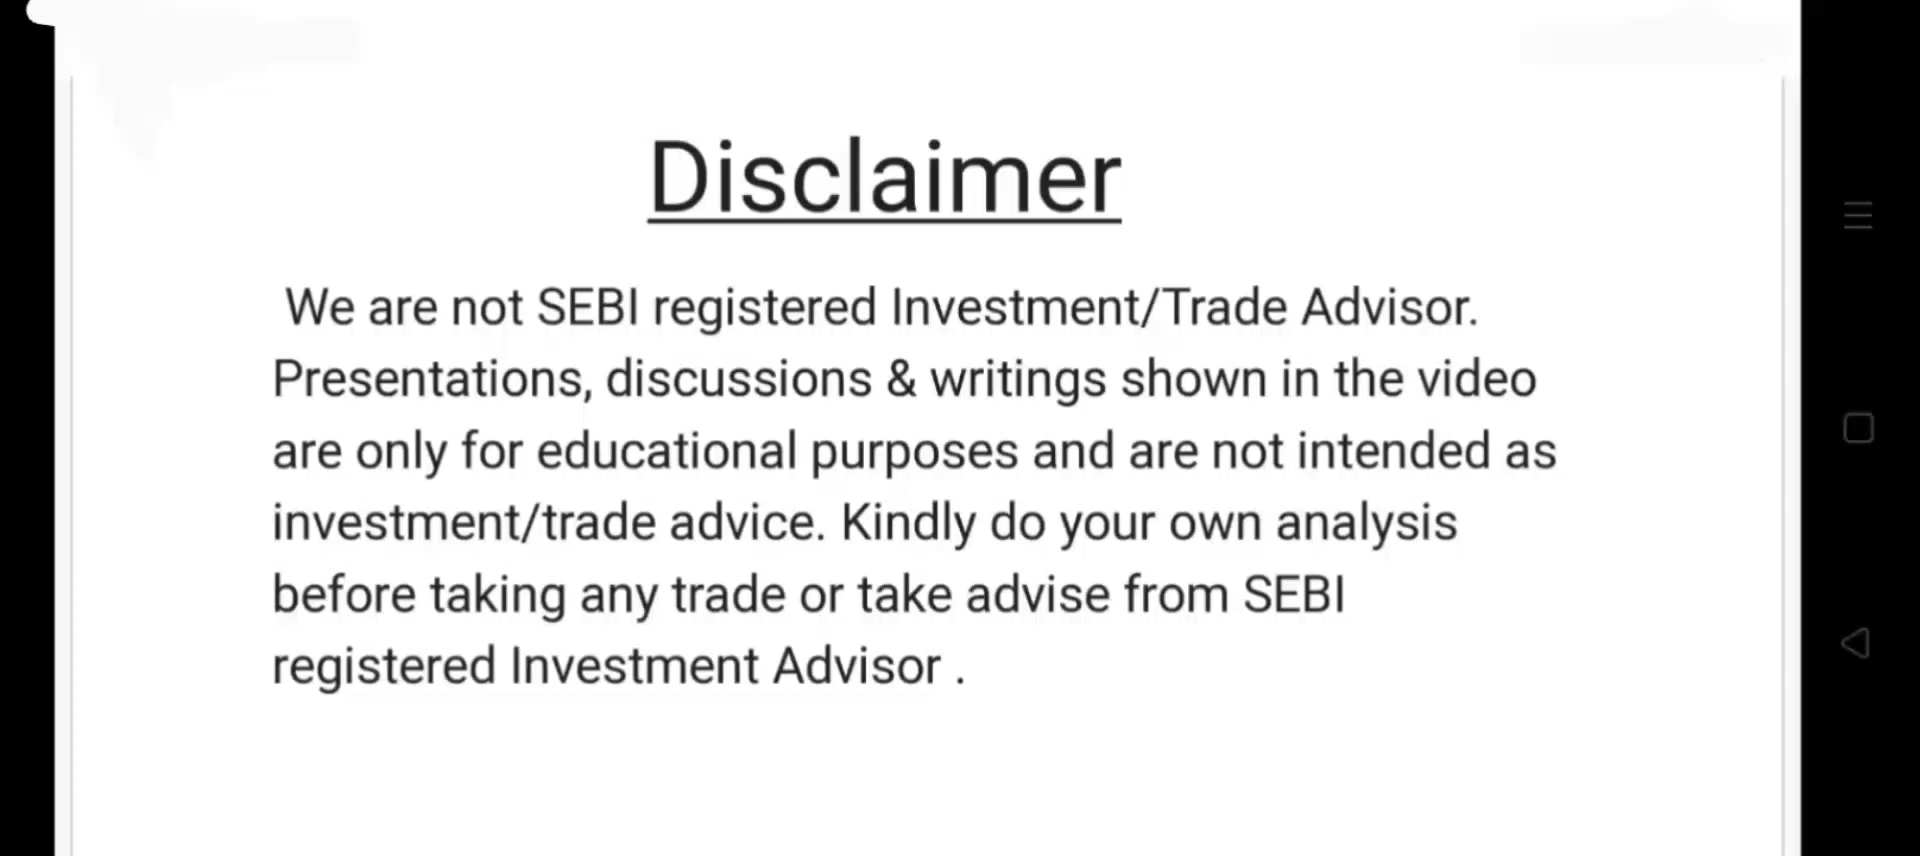 Disclaimer
We are not SEBI registered Investment/Trade Advisor.
Presentations, discussions & writings shown in the video
are only for educational purposes and are not intended as
investment/trade advice. Kindly do your own analysis
before taking any trade or take advise from SEBI
registered Investment Advisor .